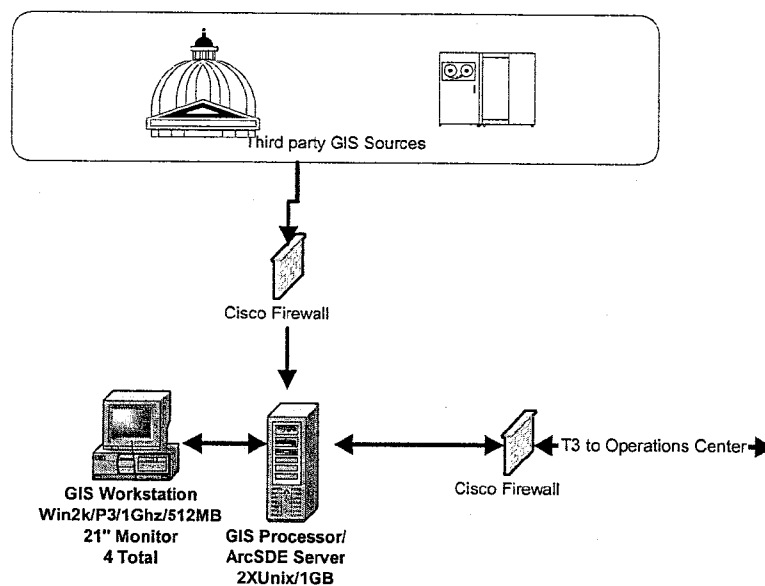 Third party GIS Sources
Cisco Firewall
T3 to Operations Center
Cisco Firewall
GIS Workstation
Win2k/P3/1Ghz/512MB
21" Monitor
4 Total
GIS Processor/
ArcSDE Server
2XUnix/1GB